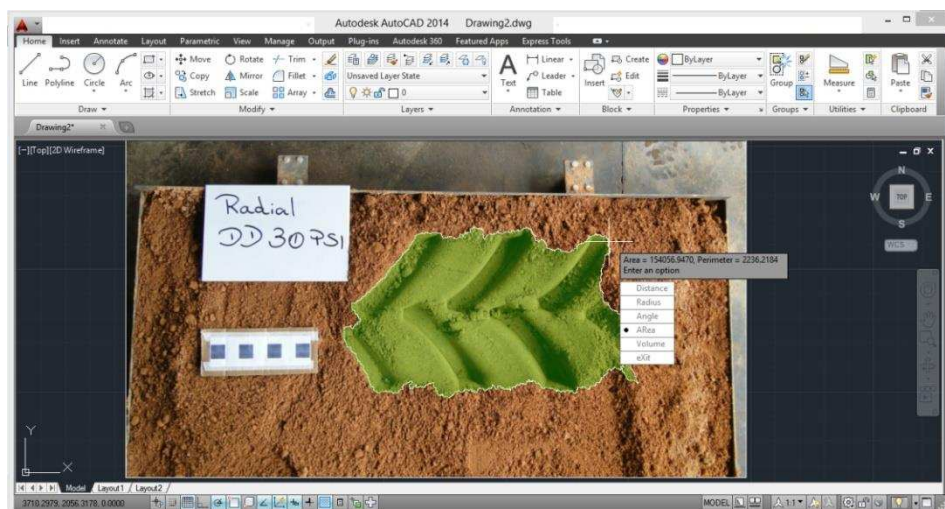 Autodesk AutoCAD 2014 Drawing2.dwg
Home Insert Annotate Layout Parametric View Manage Output Plug-ins Autodesk 360 Featured Apps Express Tools
Line Polyline Circle Arc
Move Rotate Trim
Copy Mirror Fillet
Stretch Scale Array
Unsaved Layer State
0
Text
Linear
Leader
Table
Insert
Create
Edit
ByLayer
ByLayer
ByLayer
Group
Measure
Paste
Draw Modify Layers Annotation Block Properties Groups Utilities Clipboard
Drawing2*
[–][Top][2D Wireframe]
N
W TOP E
S
WCS
Radial
DD 30 PSI
Area = 154056.9470, Perimeter = 2236.2184
Enter an option
Distance
Radius
Angle
ARea
Volume
eXit
Y
X
Model Layout1 Layout2
3710.2979, 2056.3178, 0.0000
MODEL
1:1